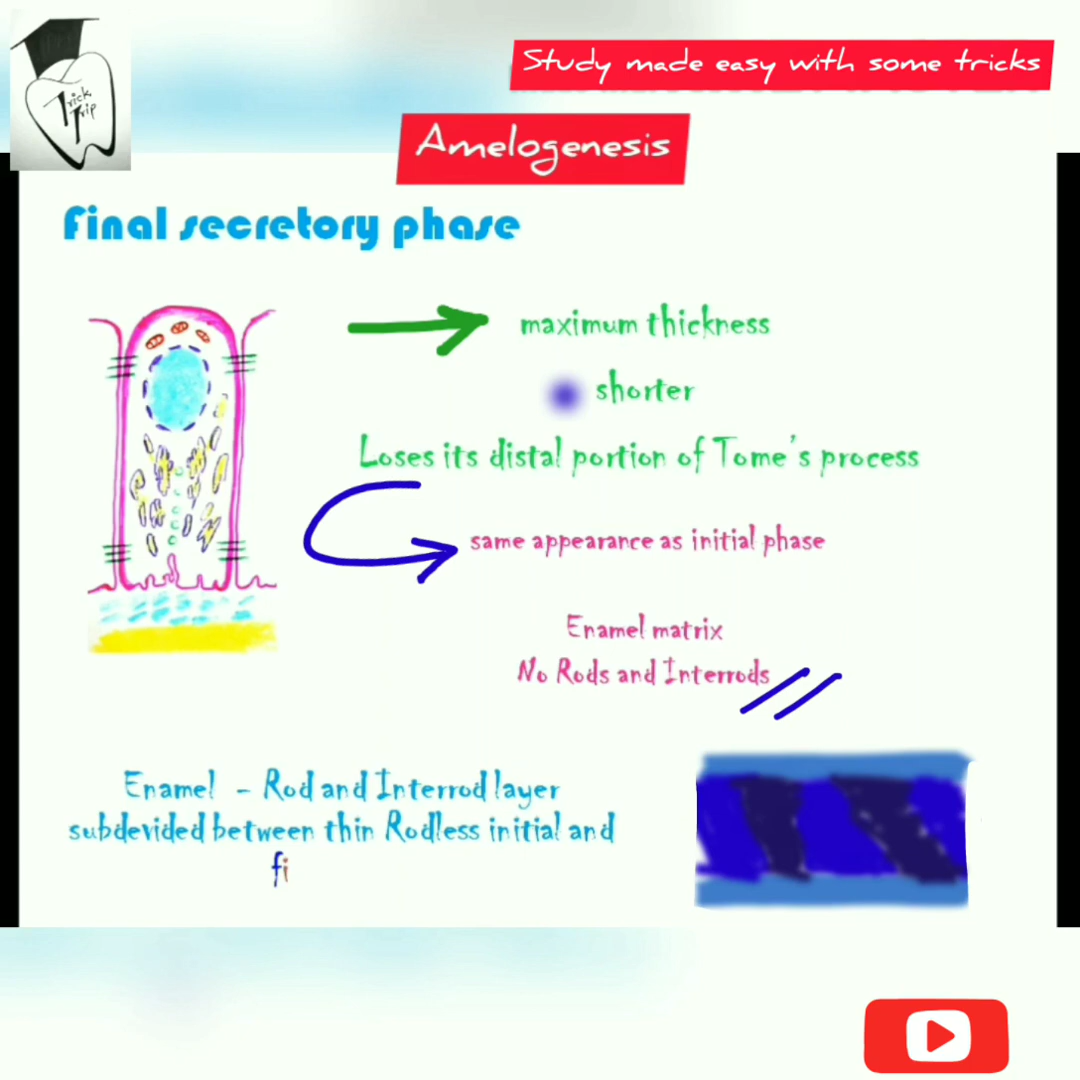 Trick
Trip
Study made easy with some tricks
Amelogenesis
Final secretory phase
maximum thickness
shorter
Loses its distal portion of Tome's process
same appearance as initial phase
Enamel matrix
No Rods and Interrods
Enamel - Rod and Interrod layer
subdevided between thin Rodless initial and
fi